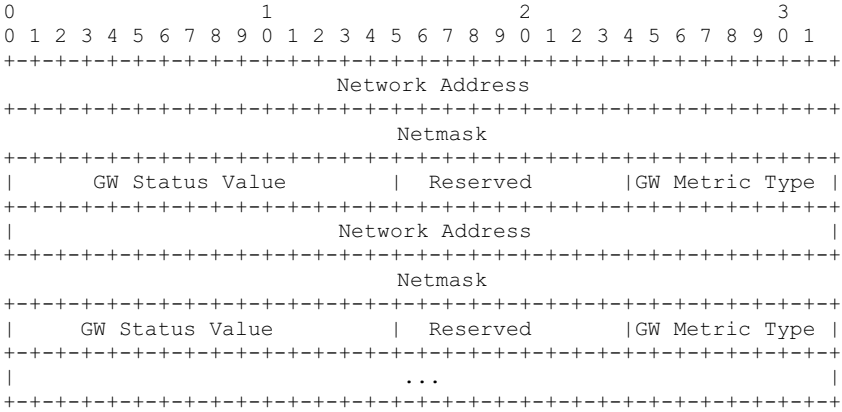 0                   1                   2                   3
0 1 2 3 4 5 6 7 8 9 0 1 2 3 4 5 6 7 8 9 0 1 2 3 4 5 6 7 8 9 0 1
+-+-+-+-+-+-+-+-+-+-+-+-+-+-+-+-+-+-+-+-+-+-+-+-+-+-+-+-+-+-+-+-+
                          Network Address
+-+-+-+-+-+-+-+-+-+-+-+-+-+-+-+-+-+-+-+-+-+-+-+-+-+-+-+-+-+-+-+-+
                              Netmask
+-+-+-+-+-+-+-+-+-+-+-+-+-+-+-+-+-+-+-+-+-+-+-+-+-+-+-+-+-+-+-+-+
|      GW Status Value        |  Reserved       |GW Metric Type |
+-+-+-+-+-+-+-+-+-+-+-+-+-+-+-+-+-+-+-+-+-+-+-+-+-+-+-+-+-+-+-+-+
|                         Network Address                       |
+-+-+-+-+-+-+-+-+-+-+-+-+-+-+-+-+-+-+-+-+-+-+-+-+-+-+-+-+-+-+-+-+
                              Netmask
+-+-+-+-+-+-+-+-+-+-+-+-+-+-+-+-+-+-+-+-+-+-+-+-+-+-+-+-+-+-+-+-+
|     GW Status Value         |  Reserved       |GW Metric Type |
+-+-+-+-+-+-+-+-+-+-+-+-+-+-+-+-+-+-+-+-+-+-+-+-+-+-+-+-+-+-+-+-+
|                              ...                              |
+-+-+-+-+-+-+-+-+-+-+-+-+-+-+-+-+-+-+-+-+-+-+-+-+-+-+-+-+-+-+-+-+